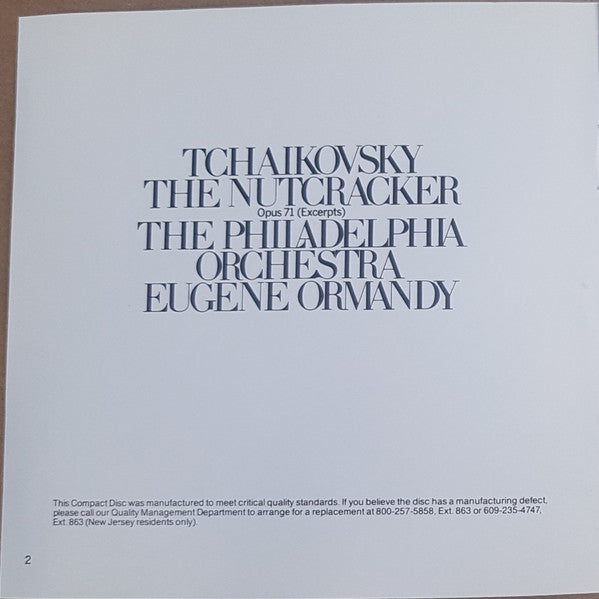 TCHAIKOVSKY
THE NUTCRACKER
Opus 71 (Excerpts)
THE PHILADELPHIA
ORCHESTRA
EUGENE ORMANDY
This Compact Disc was manufactured to meet critical quality standards. If you believe the disc has a manufacturing defect,
please call our Quality Management Department to arrange for a replacement at 800-257-5858, Ext. 863 or 609-235-4747,
Ext. 863 (New Jersey residents only).
2